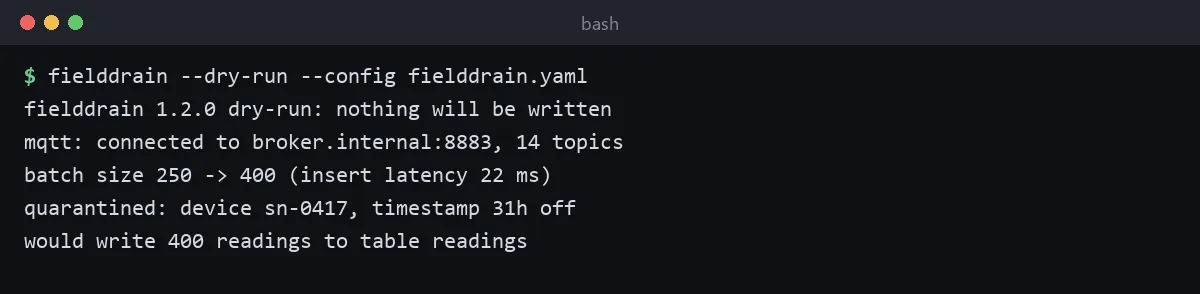 bash
$ fielddrain --dry-run --config fielddrain.yaml
fielddrain 1.2.0 dry-run: nothing will be written
mqtt: connected to broker.internal:8883, 14 topics
batch size 250 -> 400 (insert latency 22 ms)
quarantined: device sn-0417, timestamp 31h off
would write 400 readings to table readings